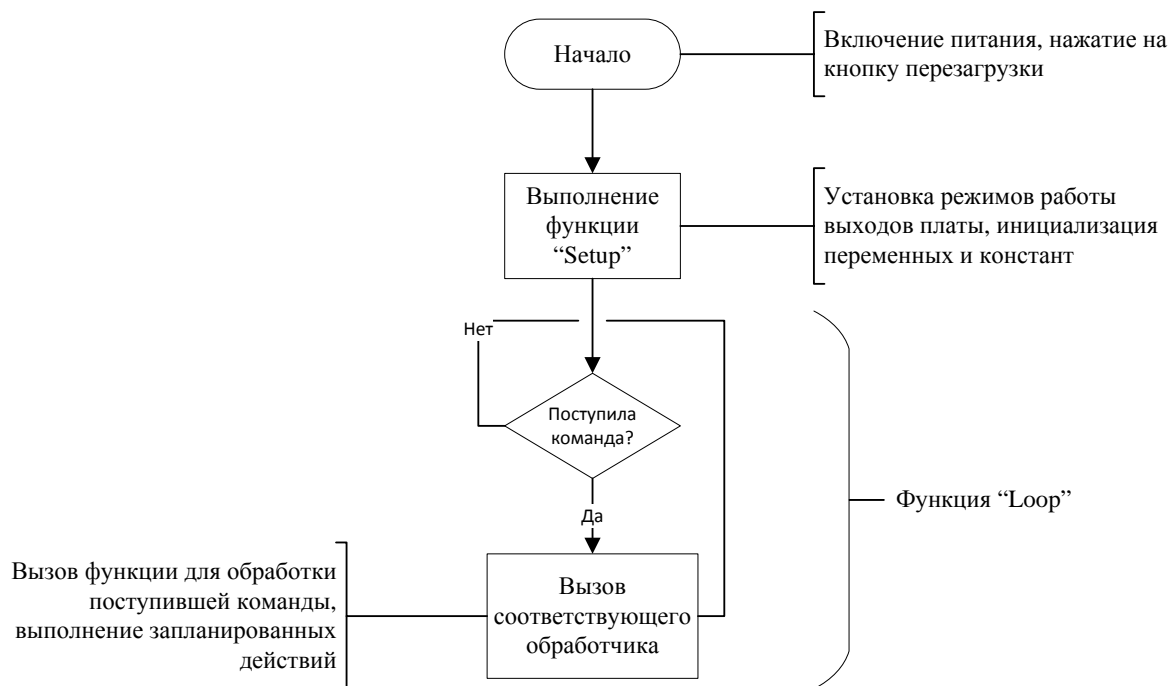 Начало
Включение питания, нажатие на
кнопку перезагрузки
Выполнение
функции
“Setup”
Установка режимов работы
выходов платы, инициализация
переменных и констант
Нет
Поступила
команда?
Функция “Loop”
Да
Вызов функции для обработки
поступившей команды,
выполнение запланированных
действий
Вызов
соответствующего
обработчика